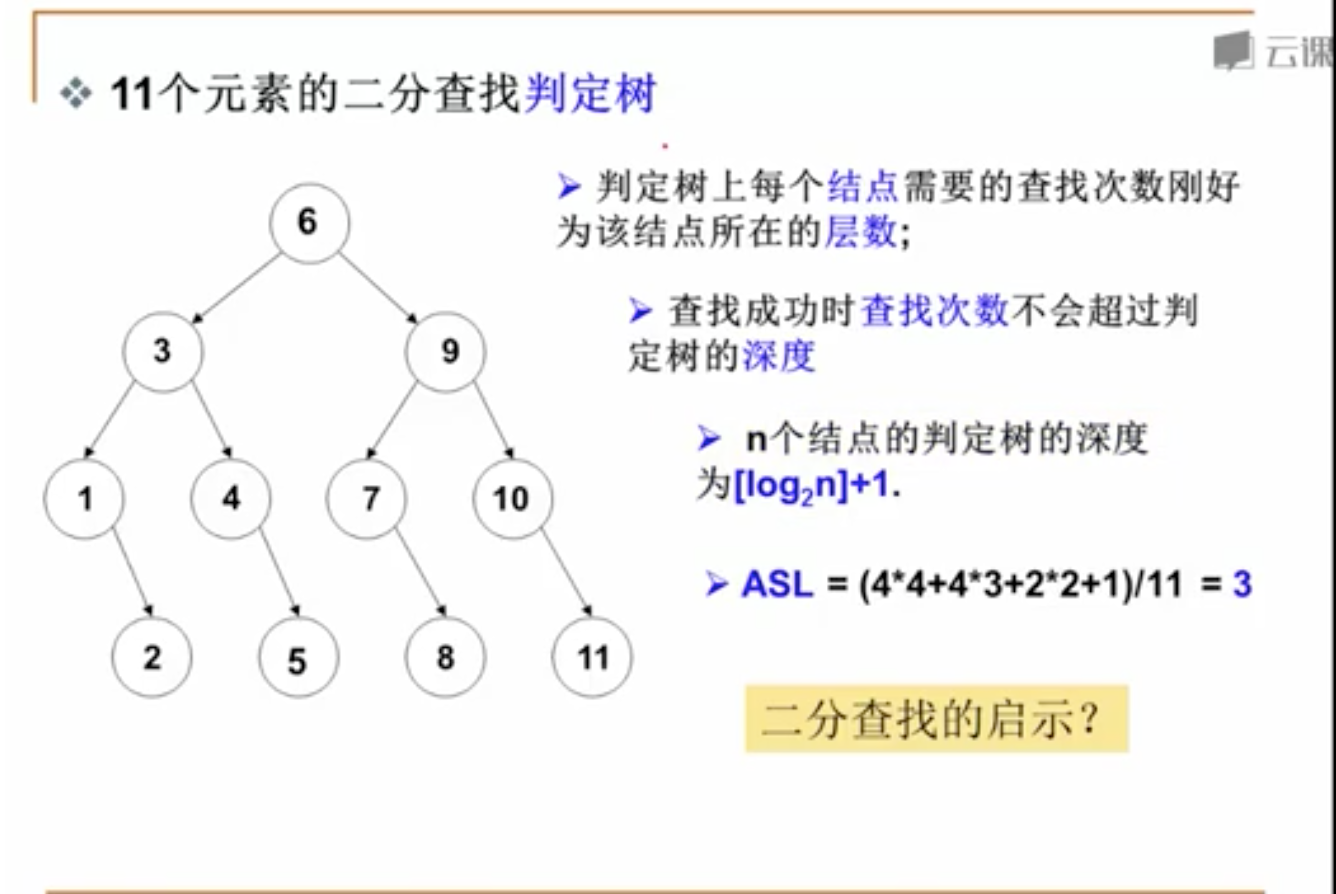 云课
11个元素的二分查找判定树
判定树上每个结点需要的查找次数刚好
为该结点所在的层数;
查找成功时查找次数不会超过判
定树的深度
n个结点的判定树的深度
为[log₂n]+1.
ASL = (4*4+4*3+2*2+1)/11 = 3
二分查找的启示?
6
3
9
1
4
7
10
2
5
8
11